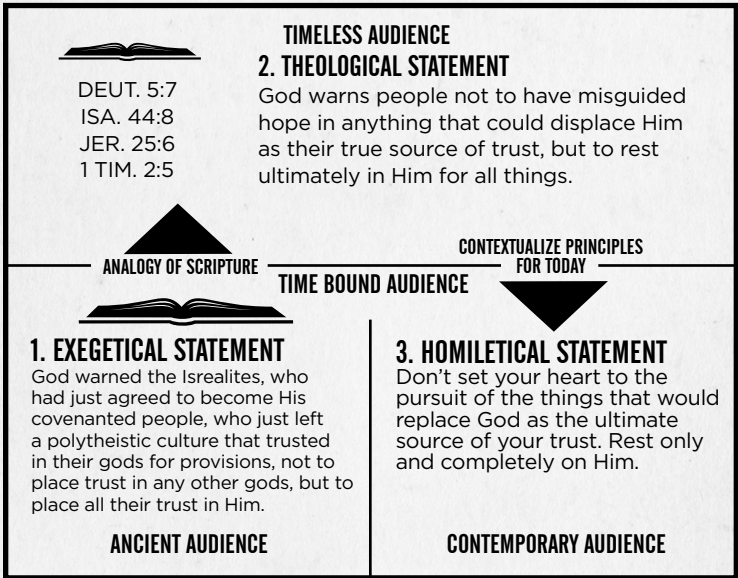 TIMELESS AUDIENCE
DEUT. 5:7
ISA. 44:8
JER. 25:6
1 TIM. 2:5
2. THEOLOGICAL STATEMENT
God warns people not to have misguided
hope in anything that could displace Him
as their true source of trust, but to rest
ultimately in Him for all things.
ANALOGY OF SCRIPTURE
CONTEXTUALIZE PRINCIPLES
FOR TODAY
TIME BOUND AUDIENCE
1. EXEGETICAL STATEMENT
God warned the Isrealites, who
had just agreed to become His
covenanted people, who just left
a polytheistic culture that trusted
in their gods for provisions, not to
place trust in any other gods, but to
place all their trust in Him.
ANCIENT AUDIENCE
3. HOMILETICAL STATEMENT
Don't set your heart to the
pursuit of the things that would
replace God as the ultimate
source of your trust. Rest only
and completely on Him.
CONTEMPORARY AUDIENCE